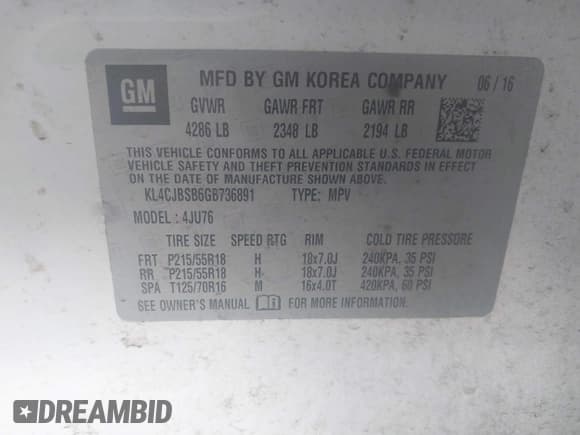 GM
MFD BY GM KOREA COMPANY 06 / 16
GVWR GAWR FRT GAWR RR
4286 LB 2348 LB 2194 LB
THIS VEHICLE CONFORMS TO ALL APPLICABLE U.S. FEDERAL MOTOR
VEHICLE SAFETY AND THEFT PREVENTION STANDARDS IN EFFECT
ON THE DATE OF MANUFACTURE SHOWN ABOVE.
KL4CJBSB6GB736891 TYPE: MPV
MODEL : 4JU76
TIRE SIZE SPEED RTG RIM COLD TIRE PRESSURE
FRT P215/55R18 H 18x7.0J 240KPA, 35 PSI
RR P215/55R18 H 18x7.0J 240KPA, 35 PSI
SPA T125/70R16 M 16x4.0T 420KPA, 60 PSI
SEE OWNER'S MANUAL FOR MORE INFORMATION.
DREAMBID